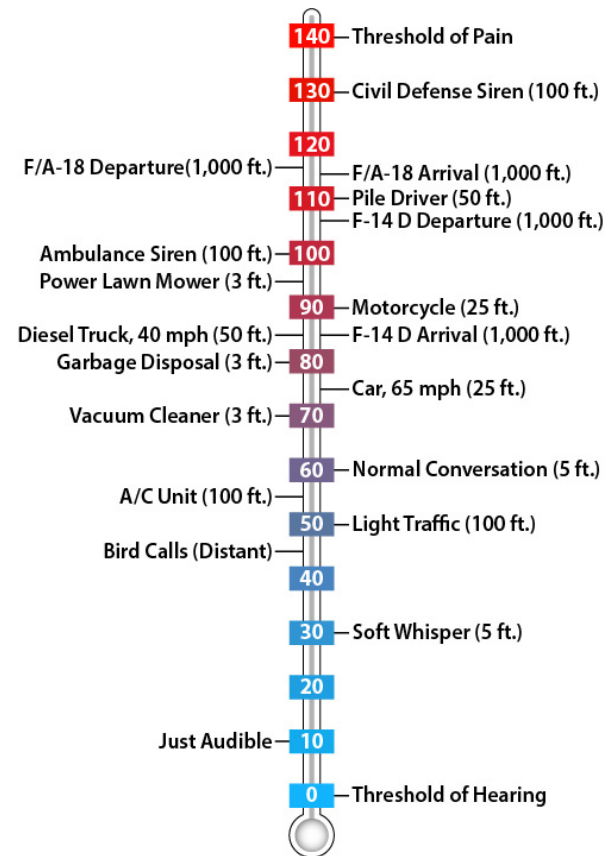 140 Threshold of Pain
130 Civil Defense Siren (100 ft.)
120
F/A-18 Departure(1,000 ft.)
F/A-18 Arrival (1,000 ft.)
110 Pile Driver (50 ft.)
F-14 D Departure (1,000 ft.)
Ambulance Siren (100 ft.) 100
Power Lawn Mower (3 ft.)
90 Motorcycle (25 ft.)
Diesel Truck, 40 mph (50 ft.) F-14 D Arrival (1,000 ft.)
Garbage Disposal (3 ft.) 80
Car, 65 mph (25 ft.)
Vacuum Cleaner (3 ft.) 70
60 Normal Conversation (5 ft.)
A/C Unit (100 ft.)
50 Light Traffic (100 ft.)
Bird Calls (Distant)
40
30 Soft Whisper (5 ft.)
20
Just Audible 10
0 Threshold of Hearing